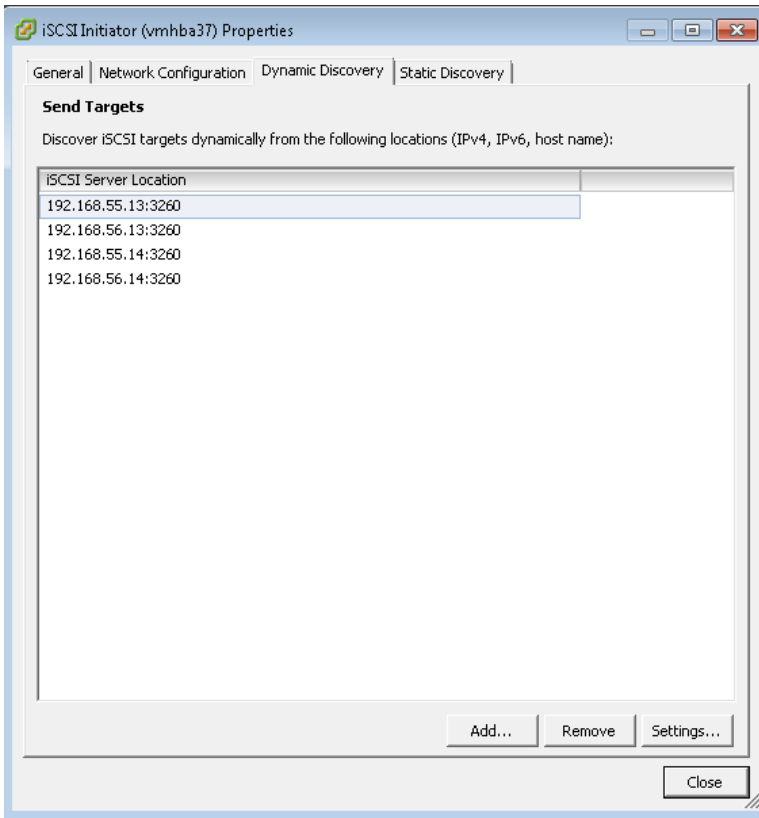 iSCSI Initiator (vmhba37) Properties
General Network Configuration Dynamic Discovery Static Discovery
Send Targets
Discover iSCSI targets dynamically from the following locations (IPv4, IPv6, host name):
iSCSI Server Location
192.168.55.13:3260
192.168.56.13:3260
192.168.55.14:3260
192.168.56.14:3260
Add... Remove Settings...
Close